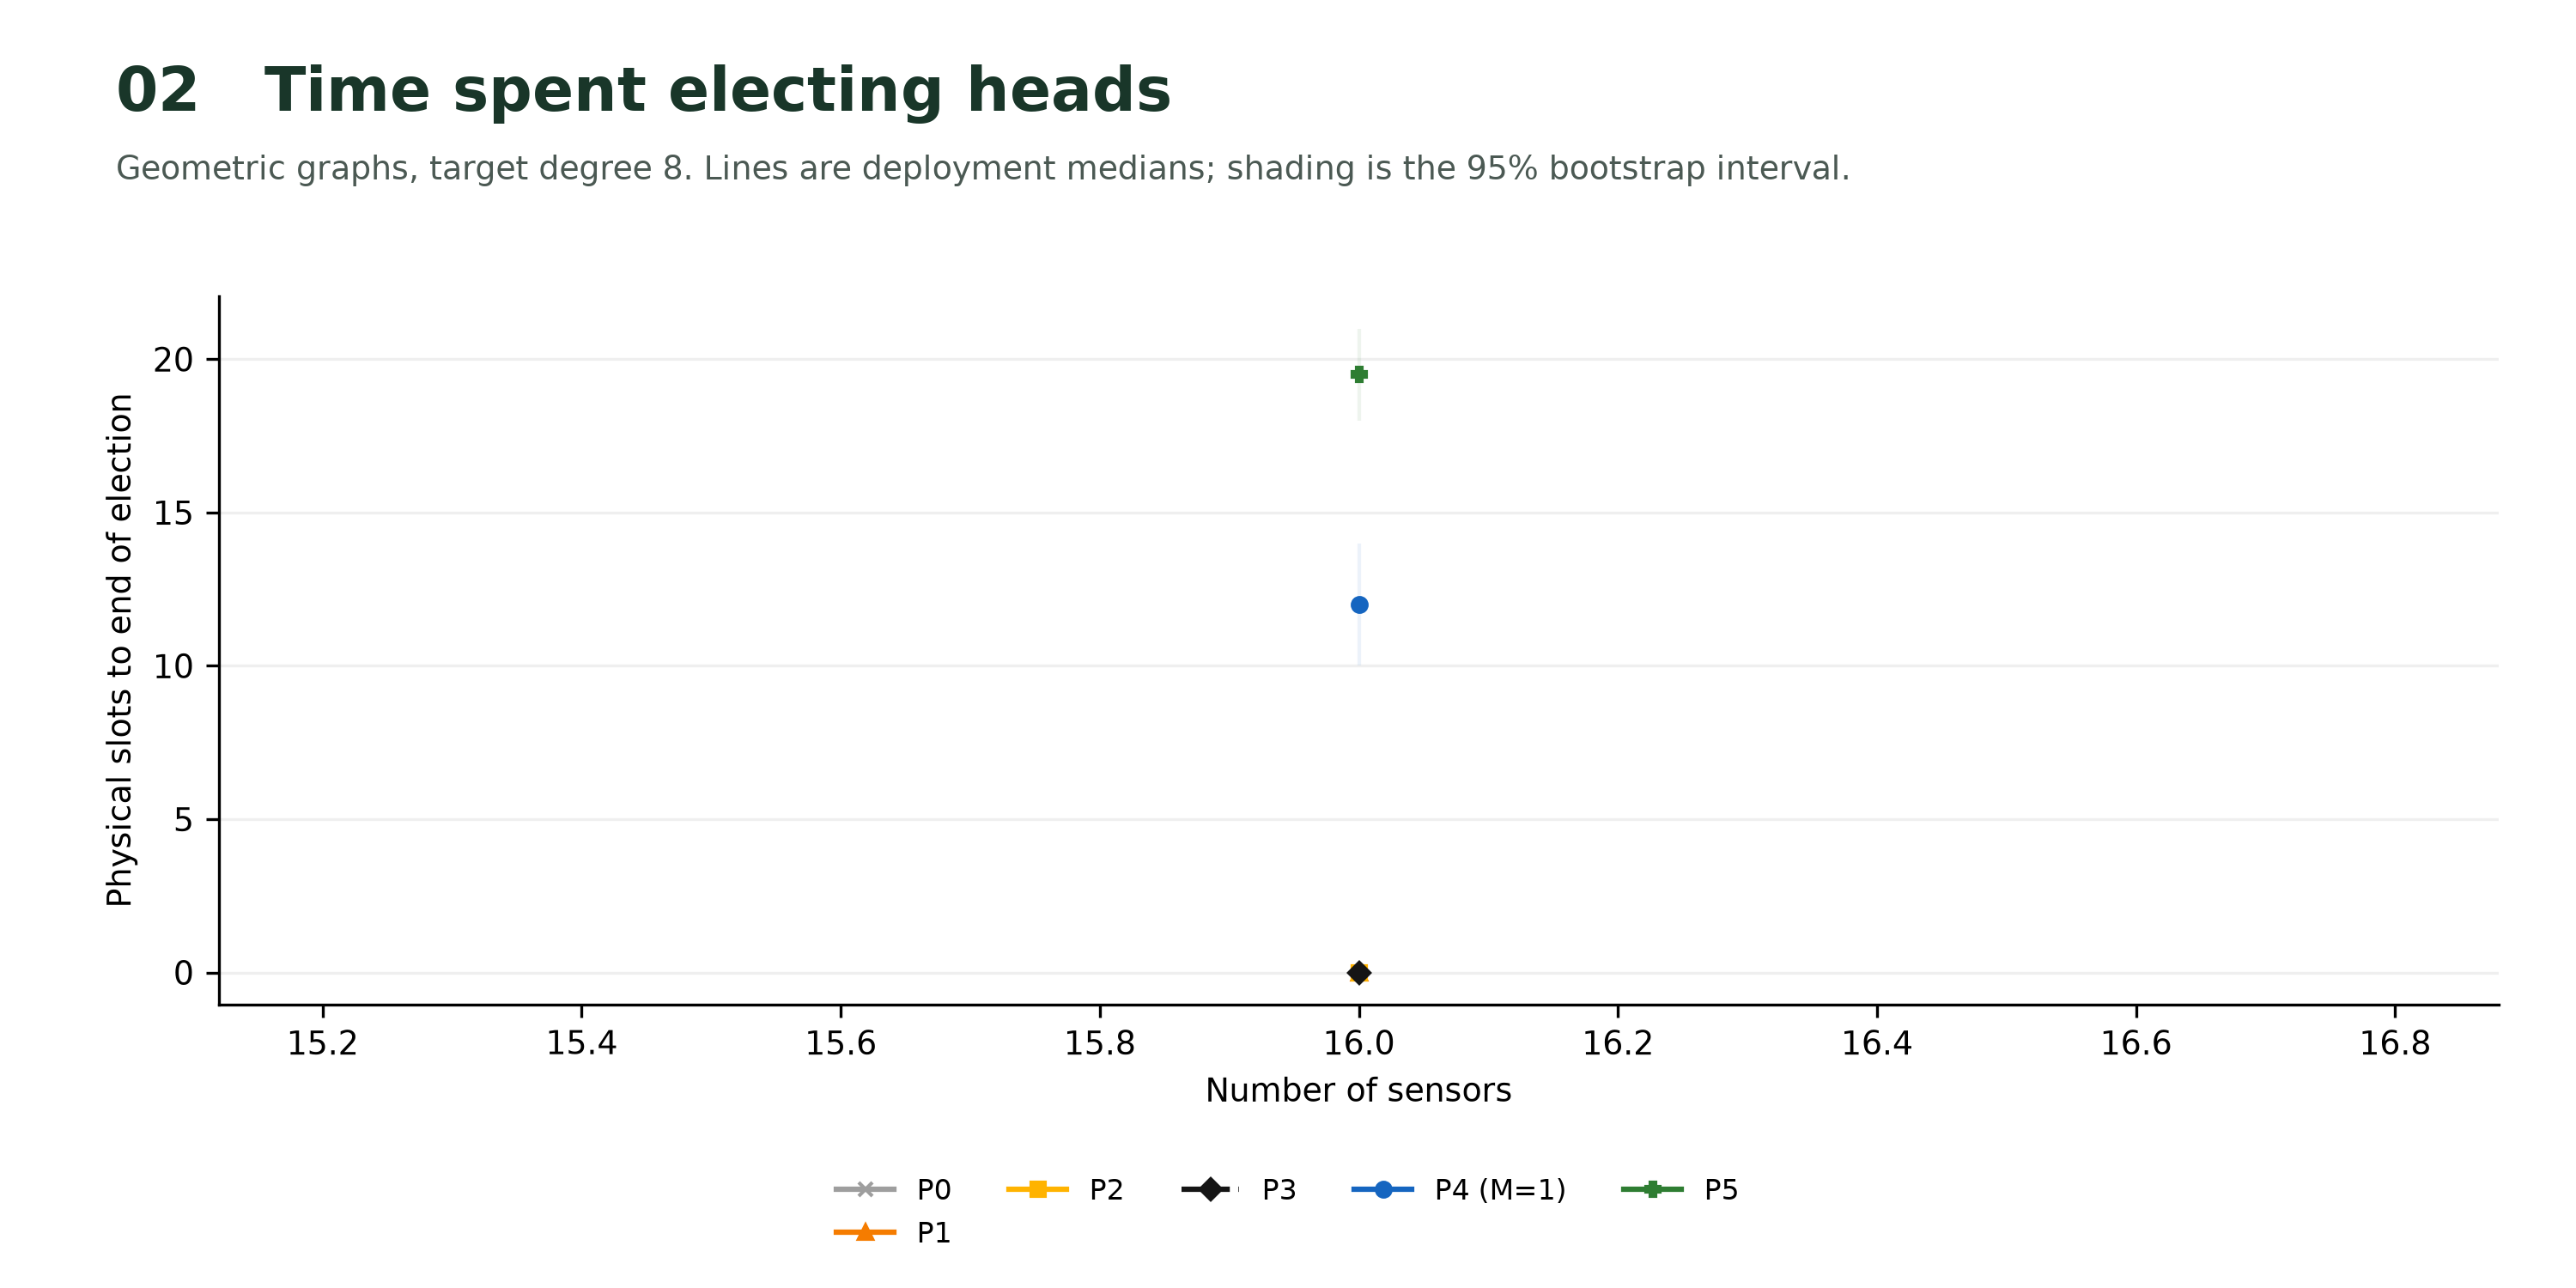 02 Time spent electing heads
Geometric graphs, target degree 8. Lines are deployment medians; shading is the 95% bootstrap interval.
Physical slots to end of election
20
15
10
5
0
15.2 15.4 15.6 15.8 16.0 16.2 16.4 16.6 16.8
Number of sensors
P0 P2 P3 P4 (M=1) P5
P1